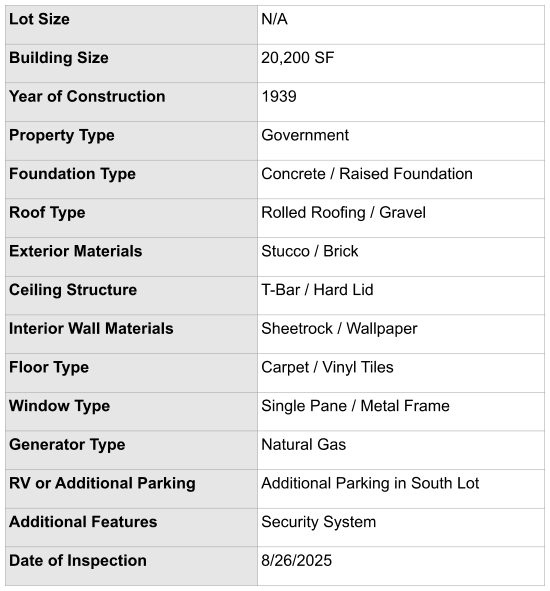 Lot Size N/A
Building Size 20,200 SF
Year of Construction 1939
Property Type Government
Foundation Type Concrete / Raised Foundation
Roof Type Rolled Roofing / Gravel
Exterior Materials Stucco / Brick
Ceiling Structure T-Bar / Hard Lid
Interior Wall Materials Sheetrock / Wallpaper
Floor Type Carpet / Vinyl Tiles
Window Type Single Pane / Metal Frame
Generator Type Natural Gas
RV or Additional Parking Additional Parking in South Lot
Additional Features Security System
Date of Inspection 8/26/2025